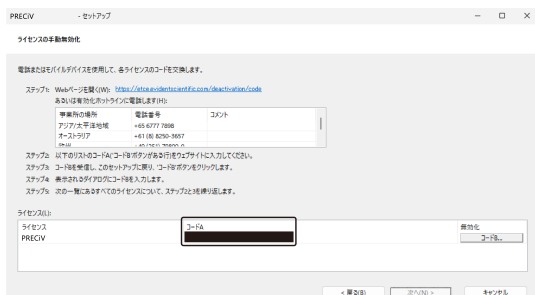 PRECiV - セットアップ
ライセンスの手動無効化
電話またはモバイルデバイスを使用して、各ライセンスのコードを交換します。
ステップ1: Webページを開く(W): https://etce.evidentscientific.com/deactivation/code
あるいは有効化ホットラインに電話します(H):
事業所の場所 電話番号 コメント
アジア/太平洋地域 +65 6777 7898
オーストラリア +61 (6) 8250-3657
ステップ2: 以下のリストのコードA('コードB'ボタンがある行)をウェブサイトに入力してください。
ステップ3: コードBを受信し、このセットアップに戻り、'コードB'ボタンをクリックします。
ステップ4: 表示されるダイアログにコードBを入力します。
ステップ5: 次の一覧にあるすべてのライセンスについて、ステップ2と3を繰り返します。
ライセンス(L):
ライセンス コードA 無効化
PRECiV コードB...
< 戻る(B) 次へ(N) > キャンセル